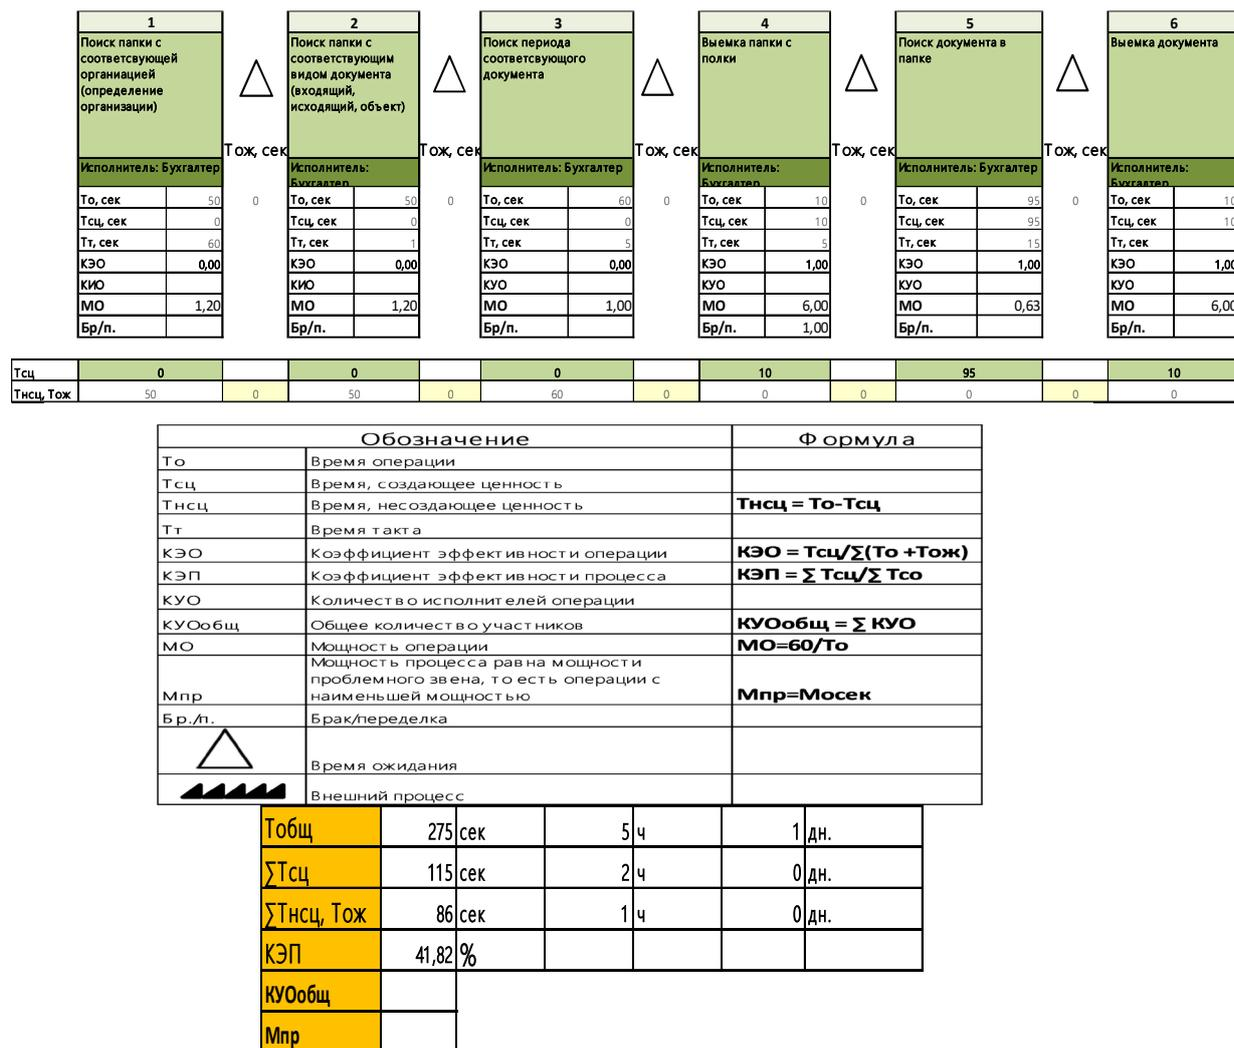 1 2 3 4 5 6
Поиск папки с соответсвующей органиацией (определение организации)
Поиск папки с соответствующим видом документа (входящий, исходящий, объект)
Поиск периода соответсвующого документа
Выемка папки с полки
Поиск документа в папке
Выемка документа
Тож, сек Тож, сек Тож, сек Тож, сек Тож, сек
Исполнитель: Бухгалтер Исполнитель: Бухгалтер Исполнитель: Бухгалтер Исполнитель: Бухгалтер Исполнитель: Бухгалтер Исполнитель: Бухгалтер
То, сек 50 0 То, сек 50 0 То, сек 60 0 То, сек 10 0 То, сек 95 0 То, сек 10
Тсц, сек 0 Тсц, сек 0 Тсц, сек 0 Тсц, сек 10 Тсц, сек 95 Тсц, сек 10
Тт, сек 60 Тт, сек 1 Тт, сек 5 Тт, сек 5 Тт, сек 15 Тт, сек
КЭО 0,00 КЭО 0,00 КЭО 0,00 КЭО 1,00 КЭО 1,00 КЭО 1,00
КИО КИО КУО КУО КУО КУО
МО 1,20 МО 1,20 МО 1,00 МО 6,00 МО 0,63 МО 6,00
Бр/п. Бр/п. Бр/п. Бр/п. 1,00 Бр/п. Бр/п.
Тсц 0 0 0 10 95 10
Тнсц, Тож 50 0 50 0 60 0 0 0 0 0 0
Обозначение Формула
То Время операции
Тсц Время, создающее ценность
Тнсц Время, несоздающее ценность Тнсц = То-Тсц
Тт Время такта
КЭО Коэффициент эффективности операции КЭО = Тсц/∑(То +Тож)
КЭП Коэффициент эффективности процесса КЭП = ∑ Тсц/∑ Тсо
КУО Количество исполнителей операции
КУОобщ Общее количество участников КУОобщ = ∑ КУО
МО Мощность операции МО=60/То
Мощность процесса равна мощности
проблемного звена, то есть операции с
Мпр наименьшей мощностью Мпр=Мосек
Бр./п. Брак/переделка
Время ожидания
Внешний процесс
Тобщ 275 сек 5 ч 1 дн.
∑Тсц 115 сек 2 ч 0 дн.
∑Тнсц, Тож 86 сек 1 ч 0 дн.
КЭП 41,82 %
КУОобщ
Мпр